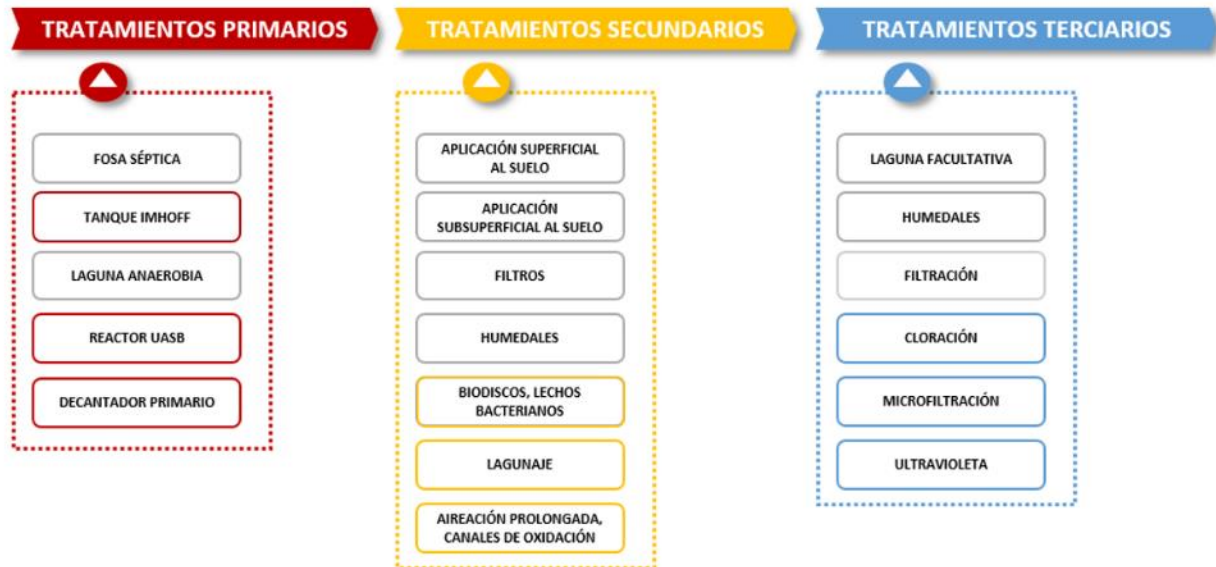 TRATAMIENTOS PRIMARIOS
FOSA SÉPTICA
TANQUE IMHOFF
LAGUNA ANAEROBIA
REACTOR UASB
DECANTADOR PRIMARIO
TRATAMIENTOS SECUNDARIOS
APLICACIÓN SUPERFICIAL
AL SUELO
APLICACIÓN
SUBSUPERFICIAL AL SUELO
FILTROS
HUMEDALES
BIODISCOS, LECHOS
BACTERIANOS
LAGUNAJE
AIREACIÓN PROLONGADA,
CANALES DE OXIDACIÓN
TRATAMIENTOS TERCIARIOS
LAGUNA FACULTATIVA
HUMEDALES
FILTRACIÓN
CLORACIÓN
MICROFILTRACIÓN
ULTRAVIOLETA